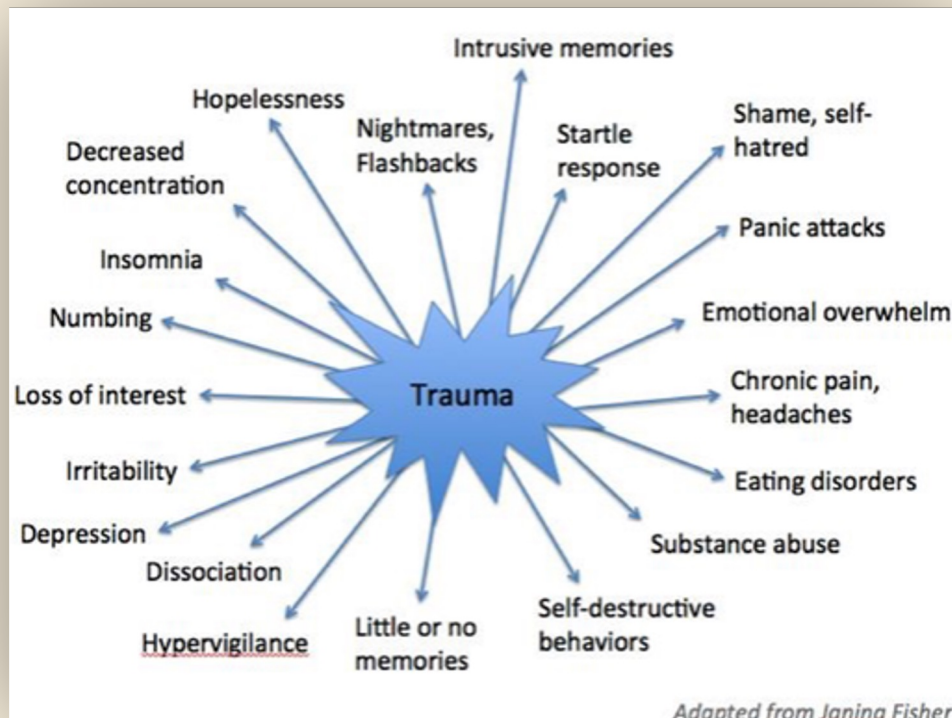 Intrusive memories
Hopelessness
Nightmares,
Flashbacks
Startle
response
Shame, self-
hatred
Decreased
concentration
Panic attacks
Insomnia
Numbing
Emotional overwhelm
Trauma
Loss of interest
Chronic pain,
headaches
Irritability
Eating disorders
Depression
Substance abuse
Dissociation
Self-destructive
behaviors
Hypervigilance
Little or no
memories
Adapted from Janina Fisher